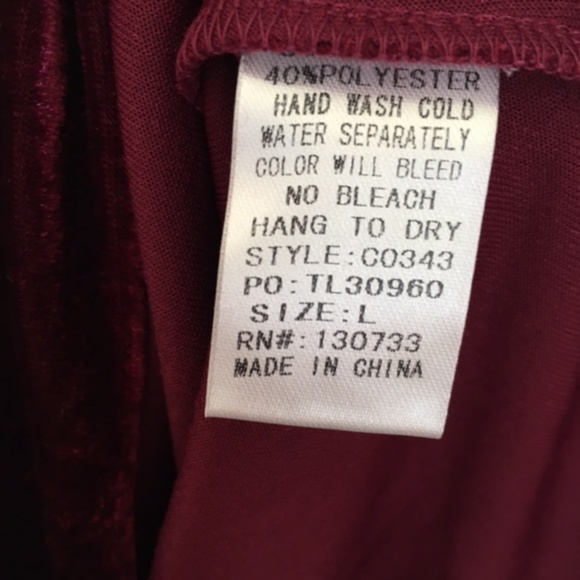 40%POLYESTER
HAND WASH COLD
WATER SEPARATELY
COLOR WILL BLEED
NO BLEACH
HANG TO DRY
STYLE:C0343
PO:TL30960
SIZE:L
RN#:130733
MADE IN CHINA